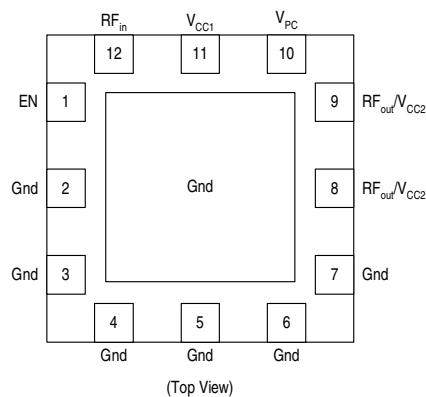 RFin VCC1 VPC
12 11 10
EN 1 9 RFout/VCC2
Gnd 2 Gnd 8 RFout/VCC2
Gnd 3 7 Gnd
4 5 6
Gnd Gnd Gnd
(Top View)